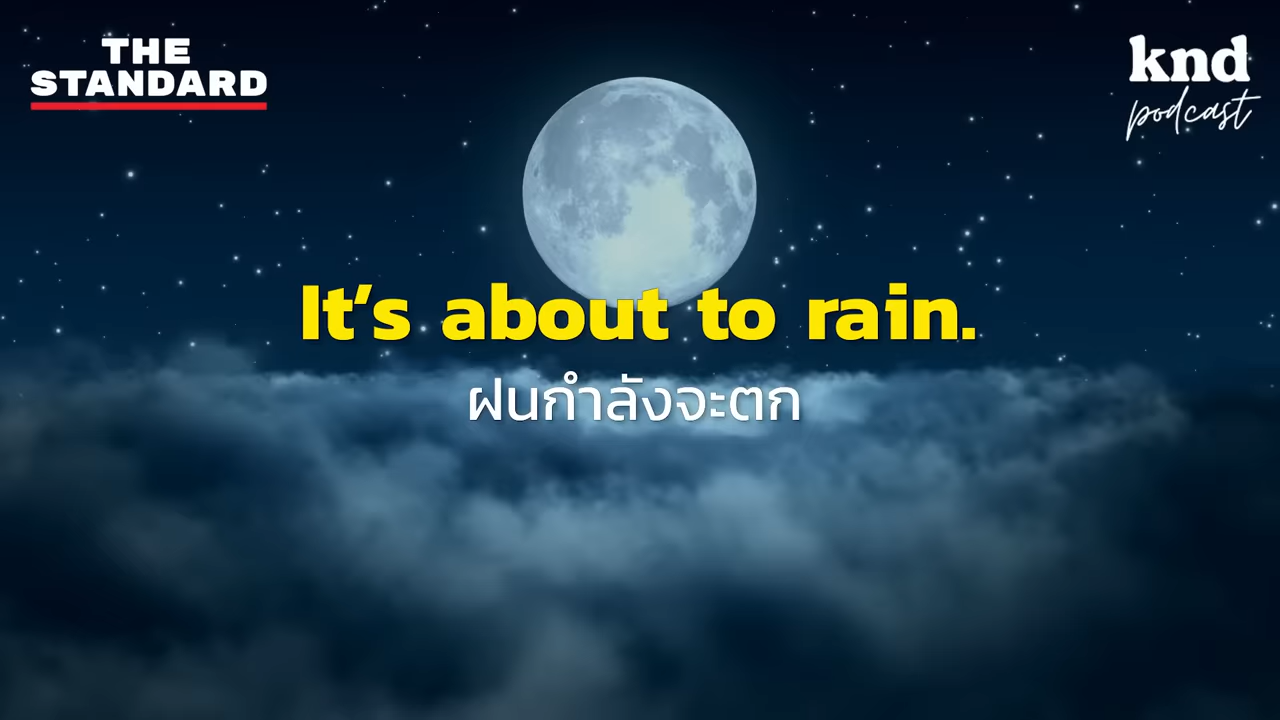 THE
STANDARD
knd
podcast
It's about to rain.
ฝนกำลังจะตก